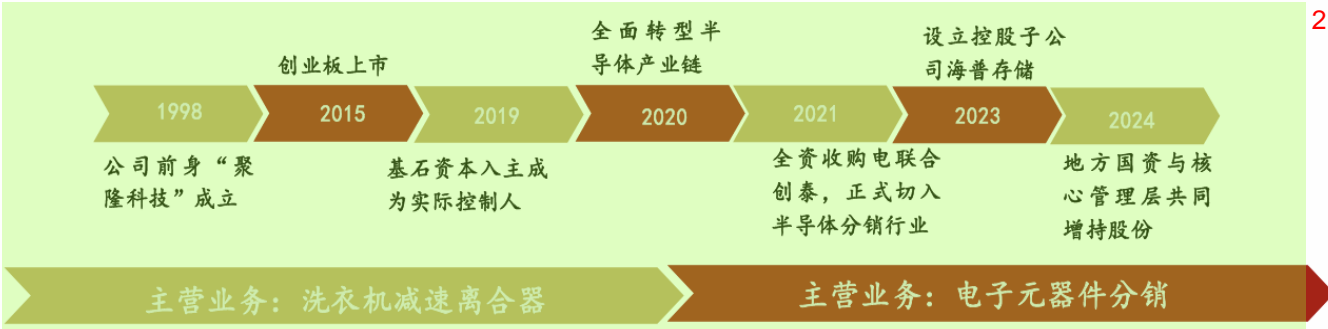 2
创业板上市
全面转型半
导体产业链
设立控股子公
司海普存储
1998
2015
2019
2020
2021
2023
2024
公司前身“聚
隆科技”成立
基石资本入主成
为实际控制人
全资收购电联合
创泰，正式切入
半导体分销行业
地方国资与核
心管理层共同
增持股份
主营业务：洗衣机减速离合器
主营业务：电子元器件分销